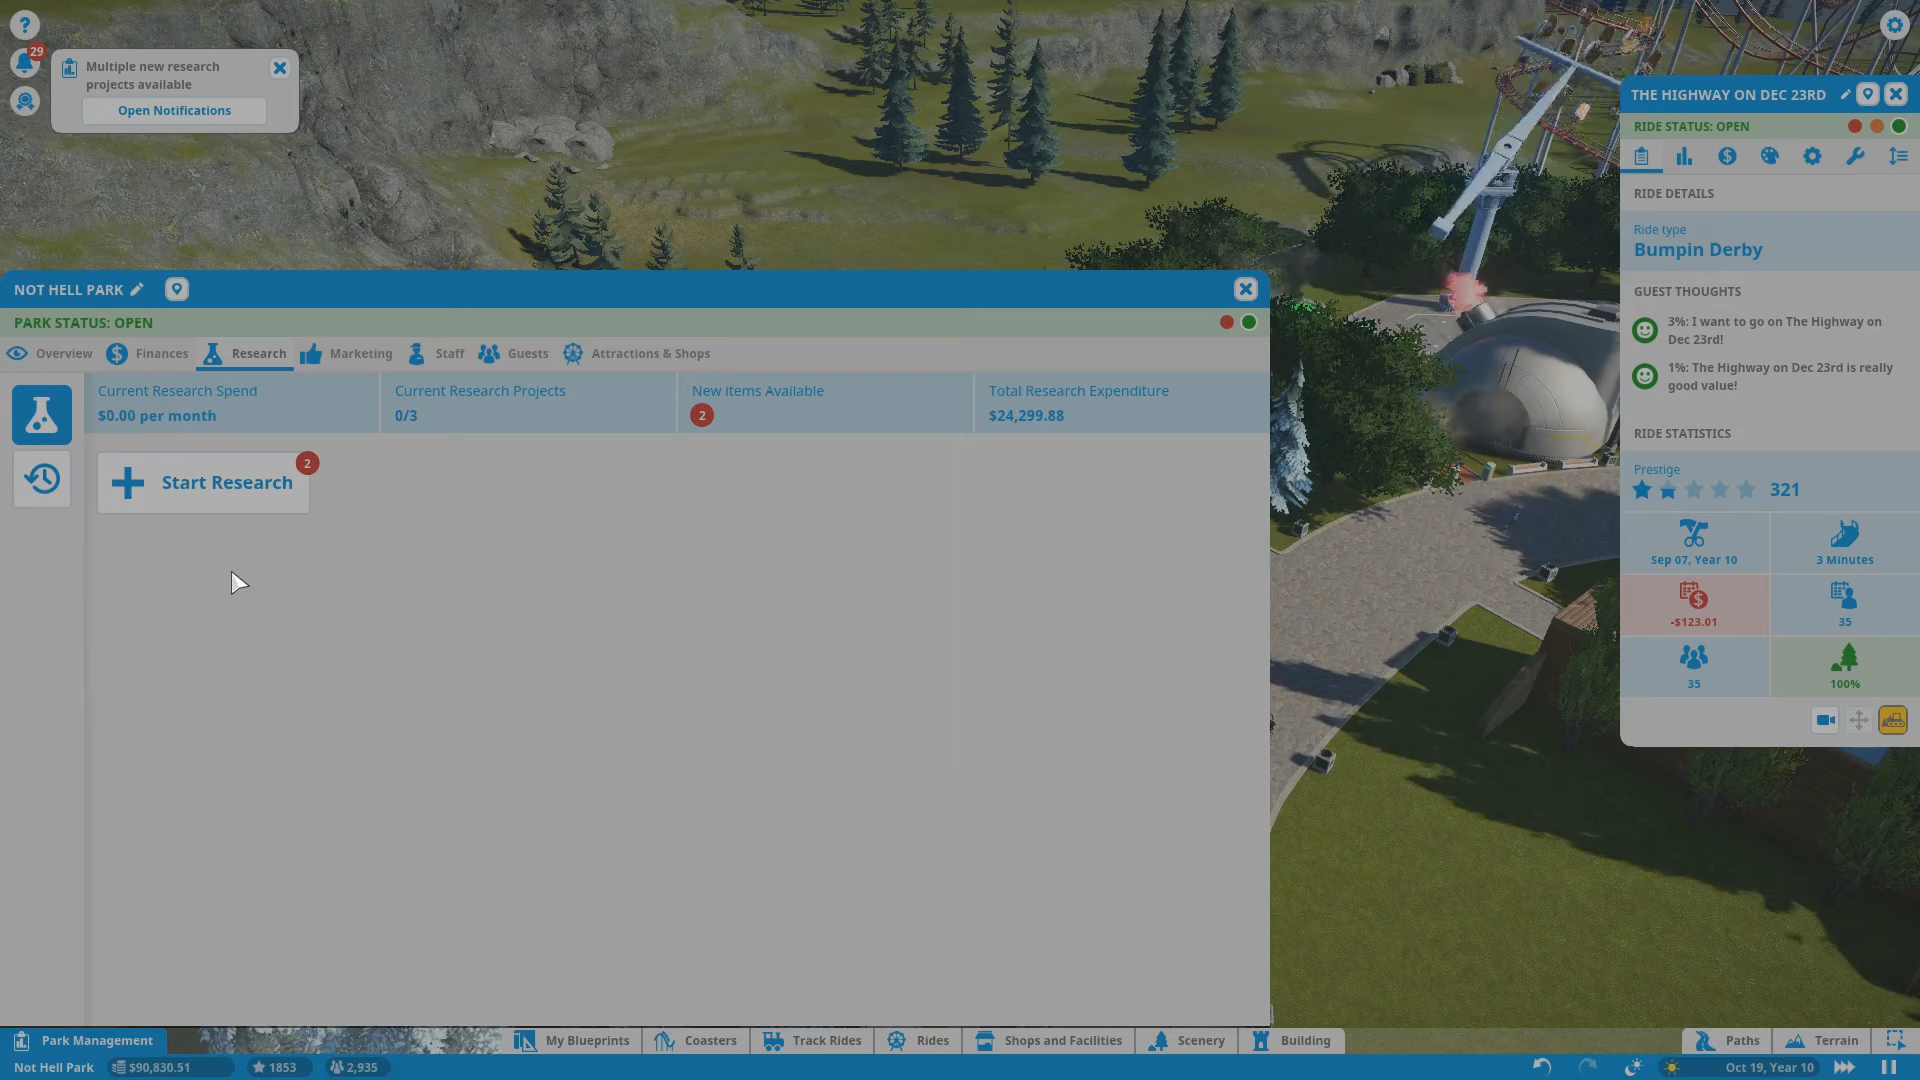 ?
29
Multiple new research
projects available
Open Notifications
NOT HELL PARK
PARK STATUS: OPEN
Overview
Finances
Research
Marketing
Staff
Guests
Attractions & Shops
Current Research Spend
$0.00 per month
Current Research Projects
0/3
New items Available
2
Total Research Expenditure
$24,299.88
Start Research
2
THE HIGHWAY ON DEC 23RD
RIDE STATUS: OPEN
RIDE DETAILS
Ride type
Bumpin Derby
GUEST THOUGHTS
3%: I want to go on The Highway on
Dec 23rd!
1%: The Highway on Dec 23rd is really
good value!
RIDE STATISTICS
Prestige
321
Sep 07, Year 10
3 Minutes
-$123.01
35
35
100%
Park Management
My Blueprints
Coasters
Track Rides
Rides
Shops and Facilities
Scenery
Building
Paths
Terrain
Not Hell Park
$90,830.51
1853
2,935
Oct 19, Year 10